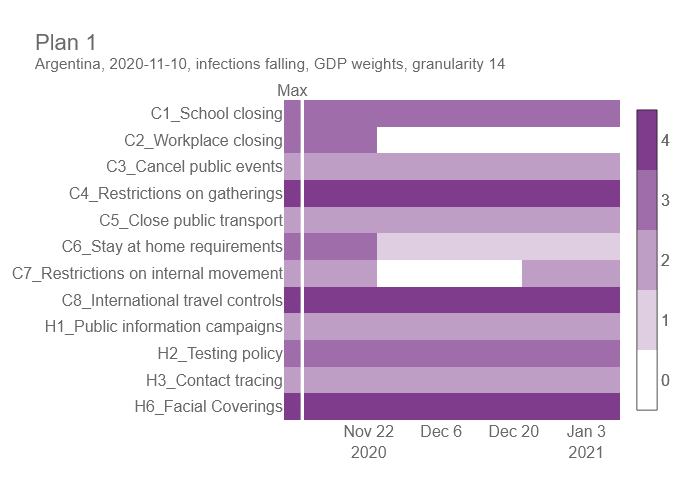 Plan 1
Argentina, 2020-11-10, infections falling, GDP weights, granularity 14
Max
C1_School closing
C2_Workplace closing
C3_Cancel public events
C4_Restrictions on gatherings
C5_Close public transport
C6_Stay at home requirements
C7_Restrictions on internal movement
C8_International travel controls
H1_Public information campaigns
H2_Testing policy
H3_Contact tracing
H6_Facial Coverings
4
3
2
1
0
Nov 22 Dec 6 Dec 20 Jan 3
2020 2021